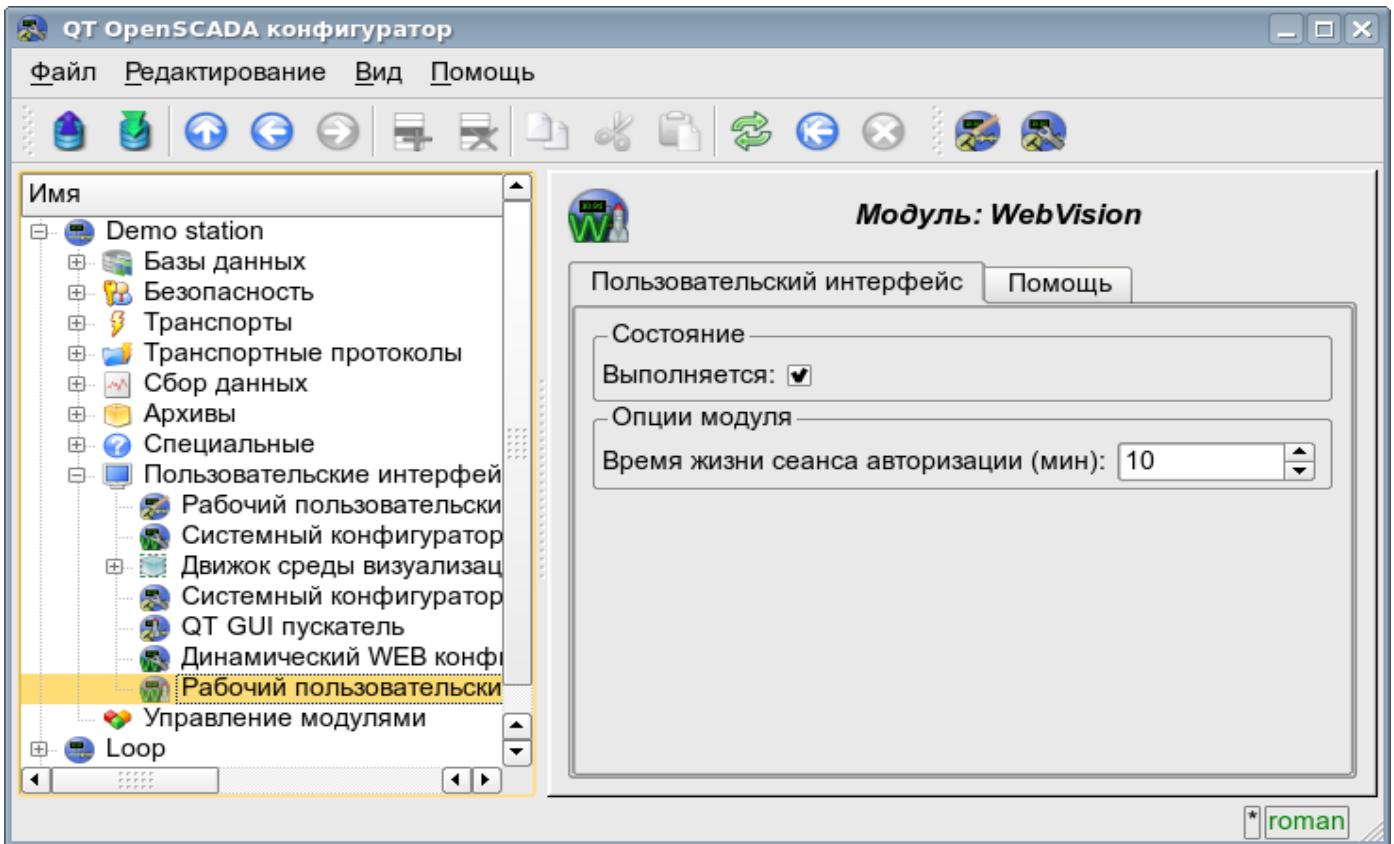 QT OpenSCADA конфигуратор
Файл Редактирование Вид Помощь
Имя
Demo station
Базы данных
Безопасность
Транспорты
Транспортные протоколы
Сбор данных
Архивы
Специальные
Пользовательские интерфей
Рабочий пользовательски
Системный конфигуратор
Движок среды визуализац
Системный конфигуратор
QT GUI пускатель
Динамический WEB конф
Рабочий пользовательски
Управление модулями
Loop
Модуль: WebVision
Пользовательский интерфейс Помощь
Состояние
Выполняется:
Опции модуля
Время жизни сеанса авторизации (мин): 10
* roman